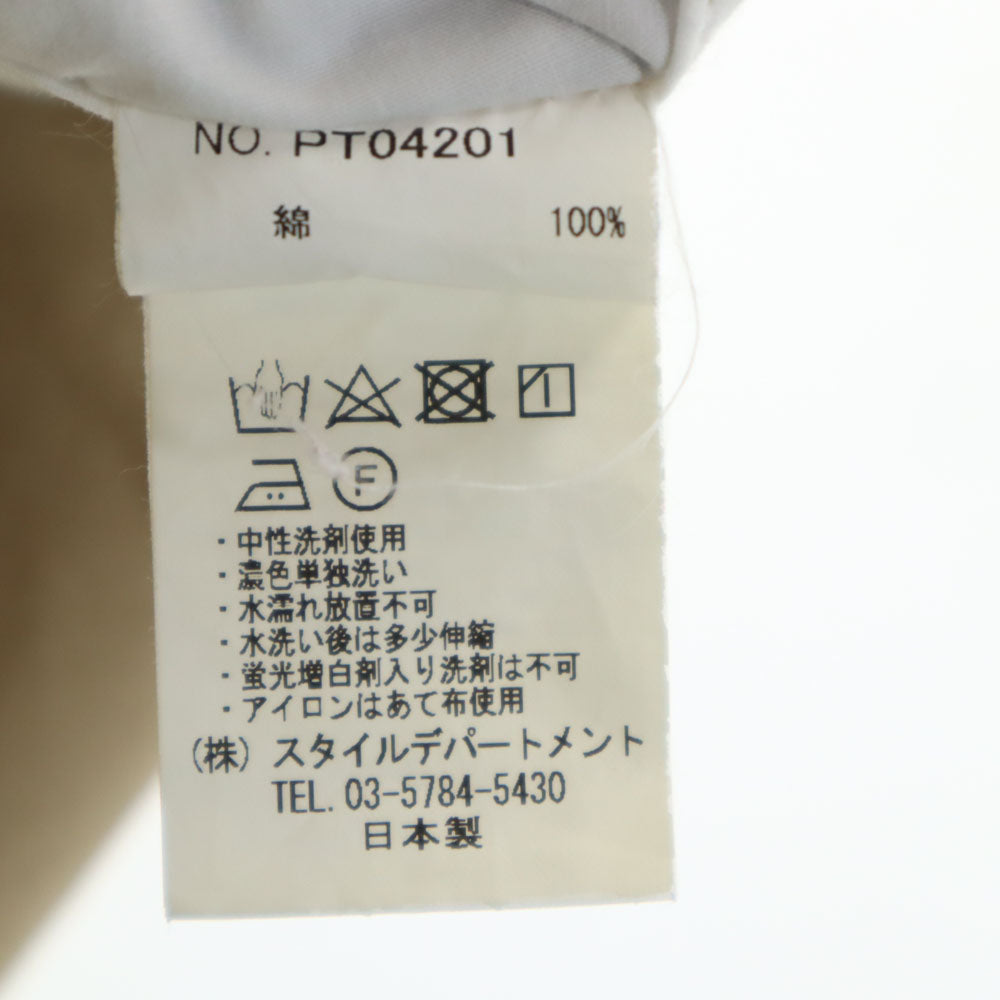 NO. PT04201
綿 100%
F
・中性洗剤使用
・濃色単独洗い
・水濡れ放置不可
・水洗い後は多少伸縮
・蛍光増白剤入り洗剤は不可
・アイロンはあて布使用
(株) スタイルデパートメント
TEL. 03-5784-5430
日本製